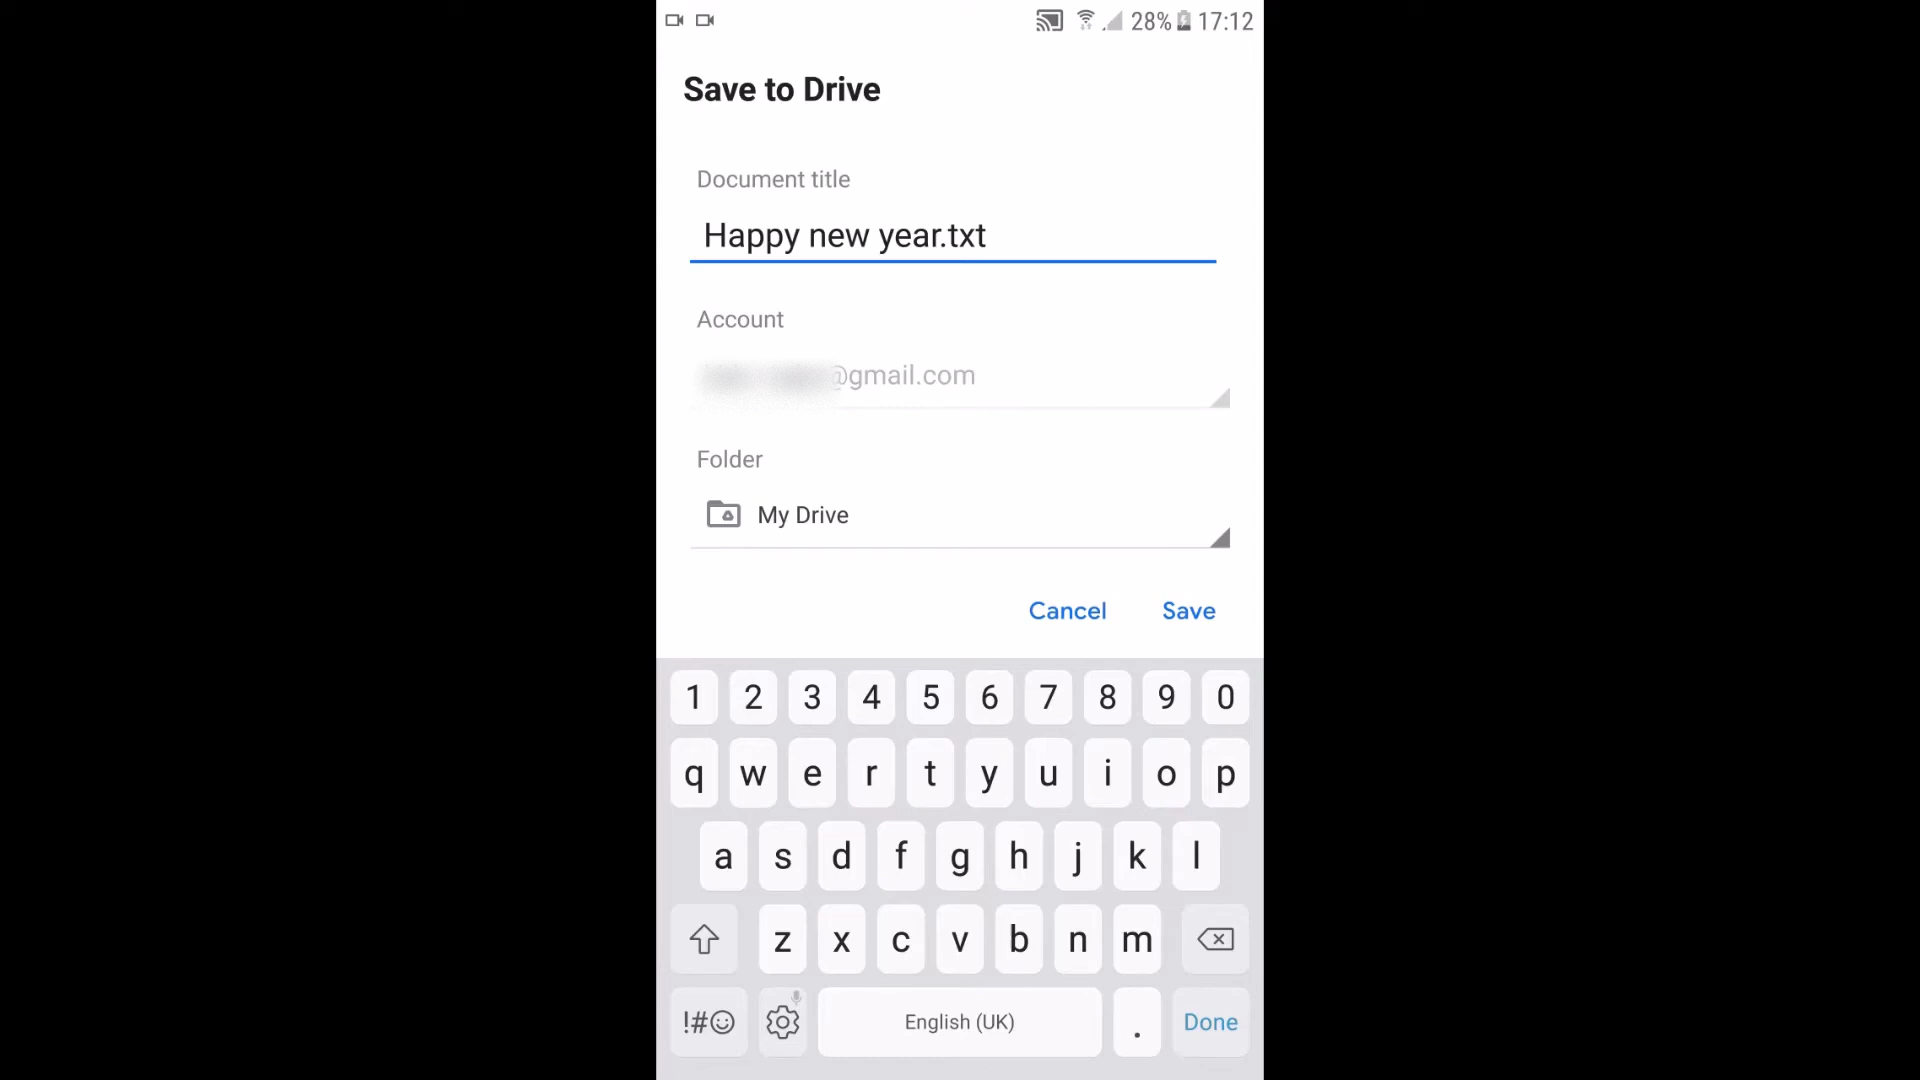 28% 17:12
Save to Drive
Document title
Happy new year.txt
Account
@gmail.com
Folder
My Drive
Cancel Save
1 2 3 4 5 6 7 8 9 0
q w e r t y u i o p
a s d f g h j k l
z x c v b n m
!#☺ English (UK) . Done